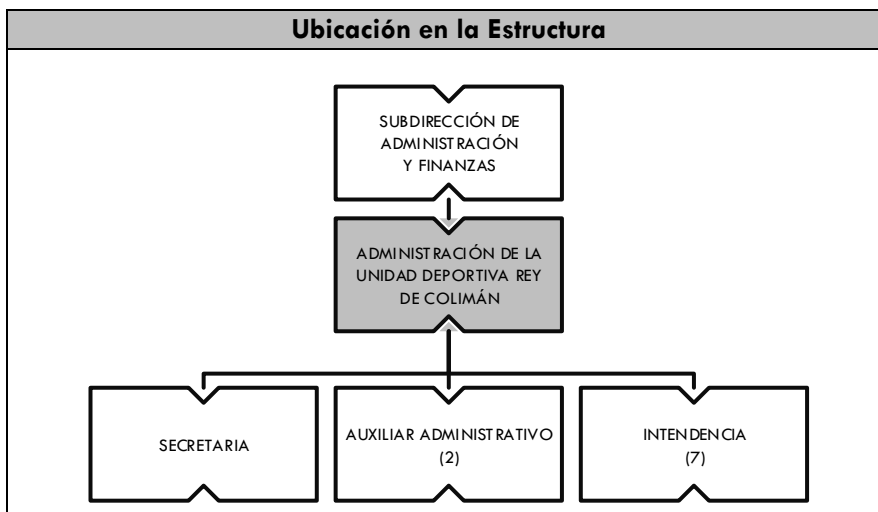 Ubicación en la Estructura
SUBDIRECCIÓN DE
ADMINISTRACIÓN
Y FINANZAS
ADMINISTRACIÓN DE LA
UNIDAD DEPORTIVA REY
DE COLIMÁN
SECRETARIA
AUXILIAR ADMINISTRATIVO
(2)
INTENDENCIA
(7)